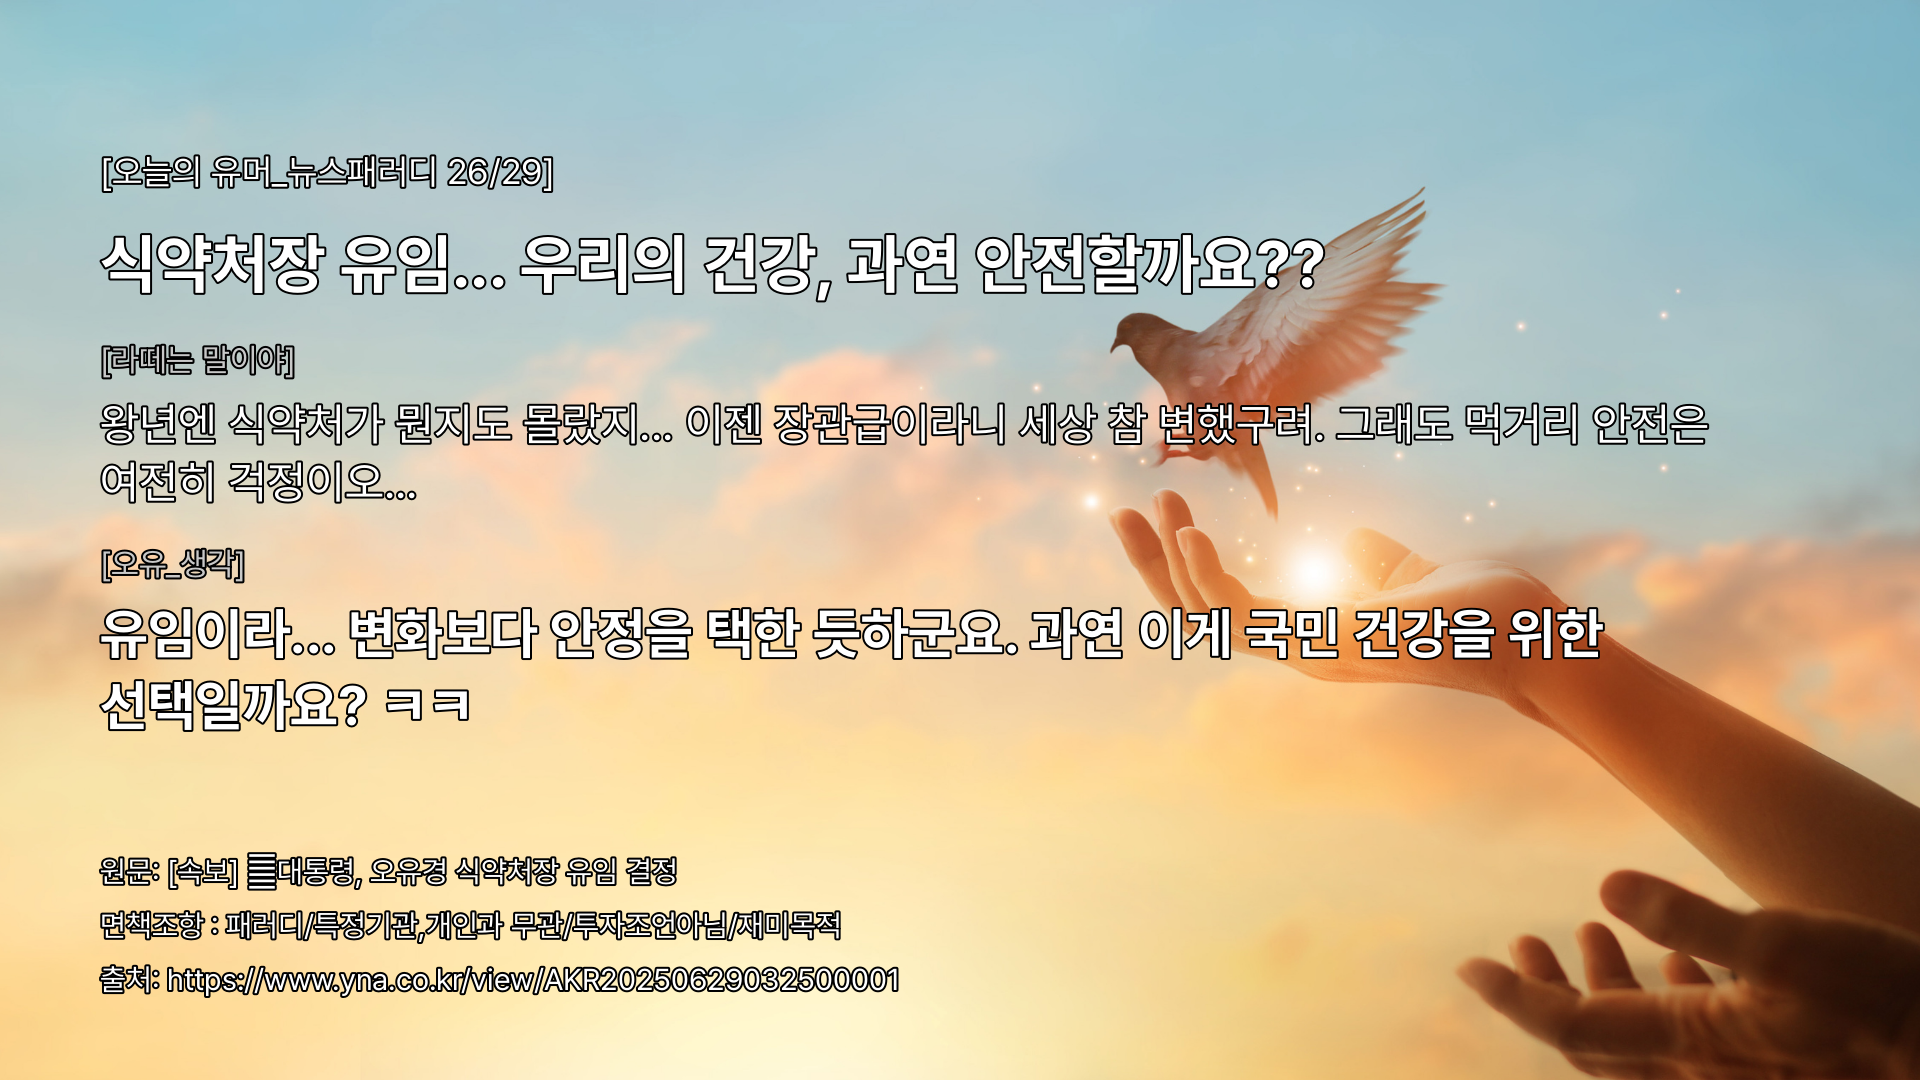 [오늘의 유머_뉴스패러디 26/29]
식약처장 유임... 우리의 건강, 과연 안전할까요??
[라떼는 말이야]
왕년엔 식약처가 뭔지도 몰랐지... 이젠 장관급이라니 세상 참 변했구려. 그래도 먹거리 안전은
여전히 걱정이오...
[오유_생각]
유임이라... 변화보다 안정을 택한 듯하군요. 과연 이게 국민 건강을 위한
선택일까요? ㅋㅋ
원문: [속보] 대통령, 오유경 식약처장 유임 결정
면책조항 : 패러디/특정기관,개인과 무관/투자조언아님/재미목적
출처: https://www.yna.co.kr/view/AKR20250629032500001